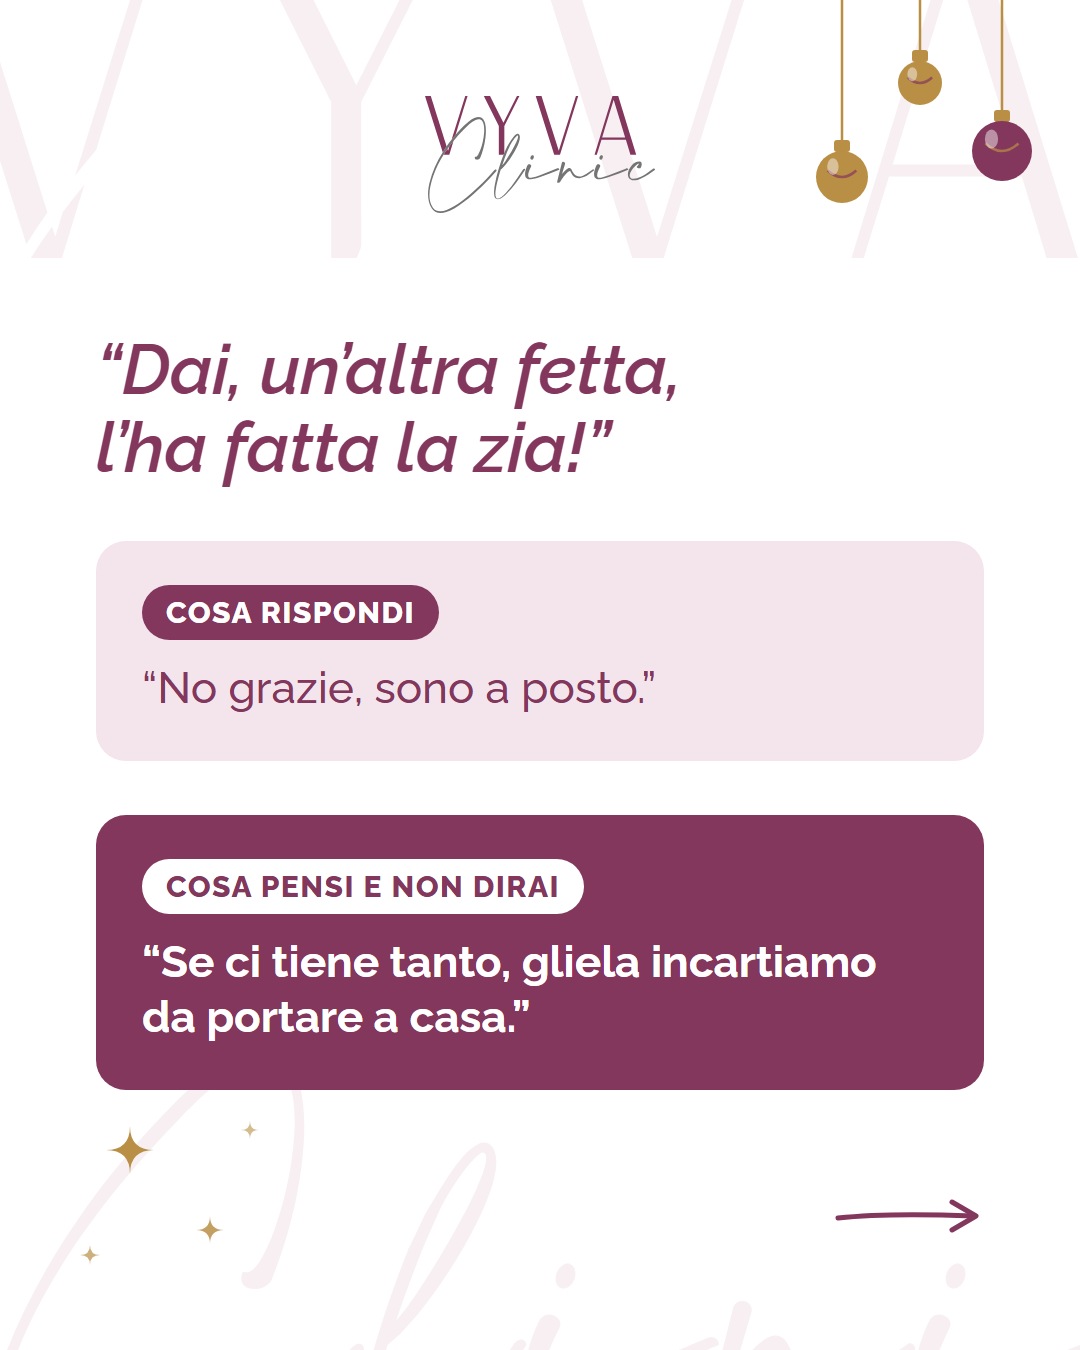 VYVA
Clinic
“Dai, un’altra fetta,
l’ha fatta la zia!”
COSA RISPONDI
“No grazie, sono a posto.”
COSA PENSI E NON DIRAI
“Se ci tiene tanto, gliela incartiamo
da portare a casa.”